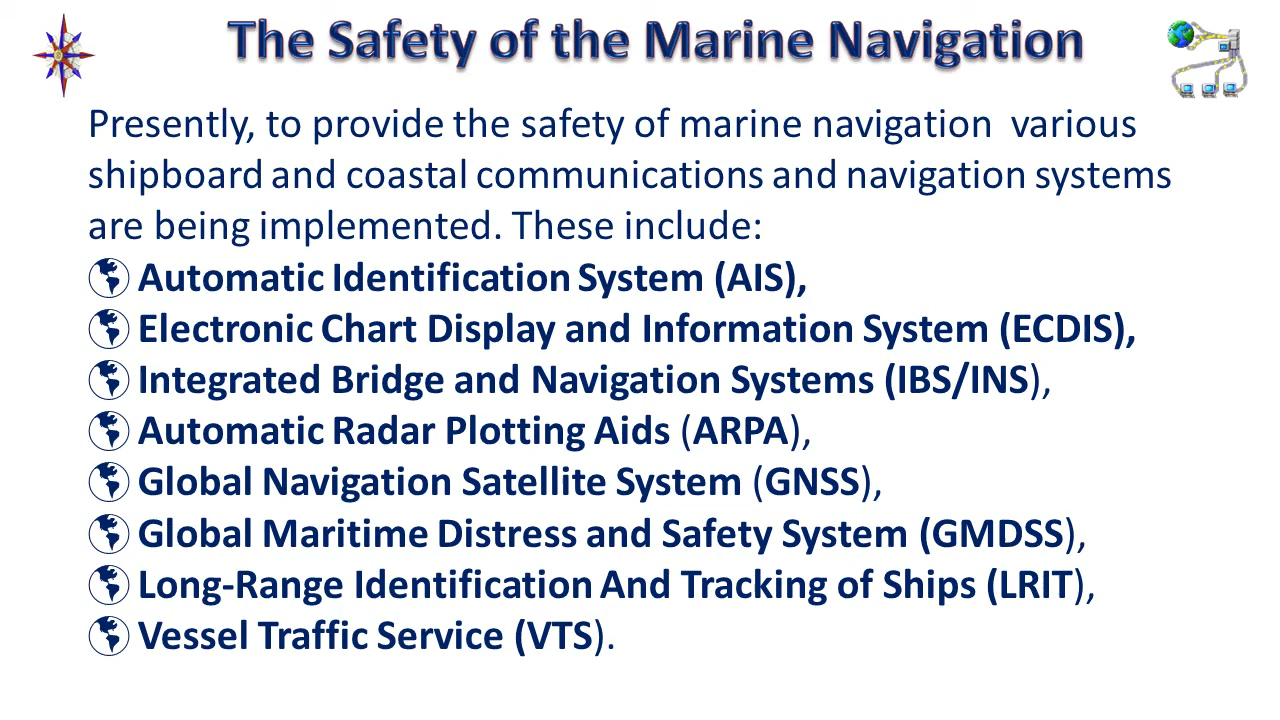 The Safety of the Marine Navigation
Presently, to provide the safety of marine navigation various
shipboard and coastal communications and navigation systems
are being implemented. These include:
Automatic Identification System (AIS),
Electronic Chart Display and Information System (ECDIS),
Integrated Bridge and Navigation Systems (IBS/INS),
Automatic Radar Plotting Aids (ARPA),
Global Navigation Satellite System (GNSS),
Global Maritime Distress and Safety System (GMDSS),
Long-Range Identification And Tracking of Ships (LRIT),
Vessel Traffic Service (VTS).